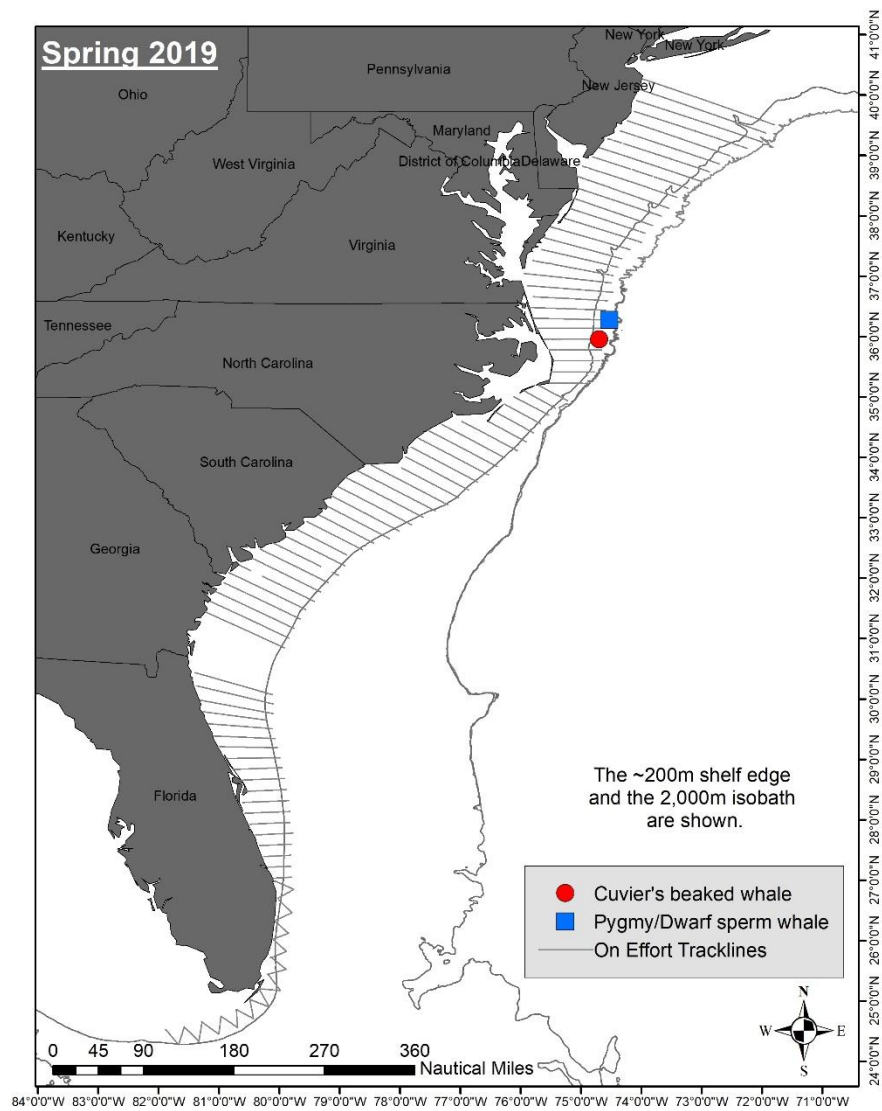 Spring 2019
New York
New York
Pennsylvania
New Jersey
Ohio
Maryland
District of Columbia
Delaware
West Virginia
Kentucky
Virginia
Tennessee
North Carolina
South Carolina
Georgia
Florida
The ~200m shelf edge
and the 2,000m isobath
are shown.
Cuvier's beaked whale
Pygmy/Dwarf sperm whale
On Effort Tracklines
N
W E
S
0 45 90 180 270 360
Nautical Miles
84°0'0"W 83°0'0"W 82°0'0"W 81°0'0"W 80°0'0"W 79°0'0"W 78°0'0"W 77°0'0"W 76°0'0"W 75°0'0"W 74°0'0"W 73°0'0"W 72°0'0"W 71°0'0"W
41°0'0"N
40°0'0"N
39°0'0"N
38°0'0"N
37°0'0"N
36°0'0"N
35°0'0"N
34°0'0"N
33°0'0"N
32°0'0"N
31°0'0"N
30°0'0"N
29°0'0"N
28°0'0"N
27°0'0"N
26°0'0"N
25°0'0"N
24°0'0"N